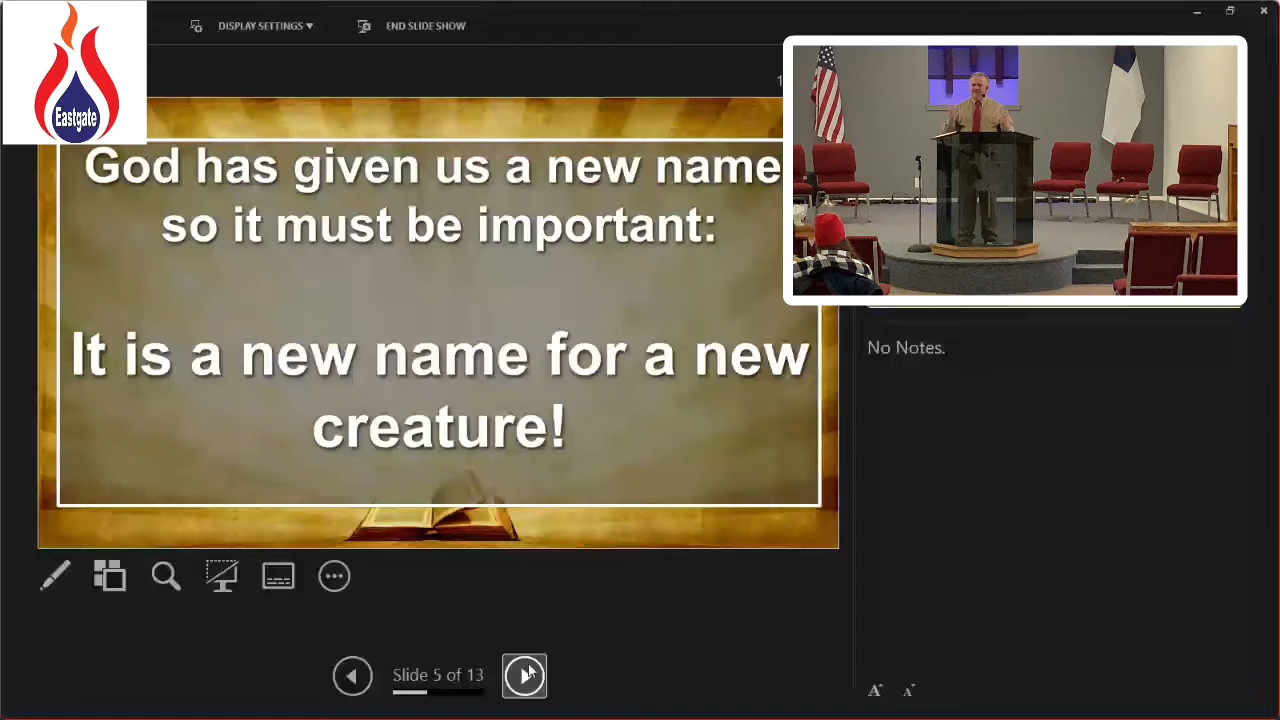 DISPLAY SETTINGS ▼
END SLIDE SHOW
Eastgate
God has given us a new name
so it must be important:
It is a new name for a new
creature!
No Notes.
Slide 5 of 13
A A